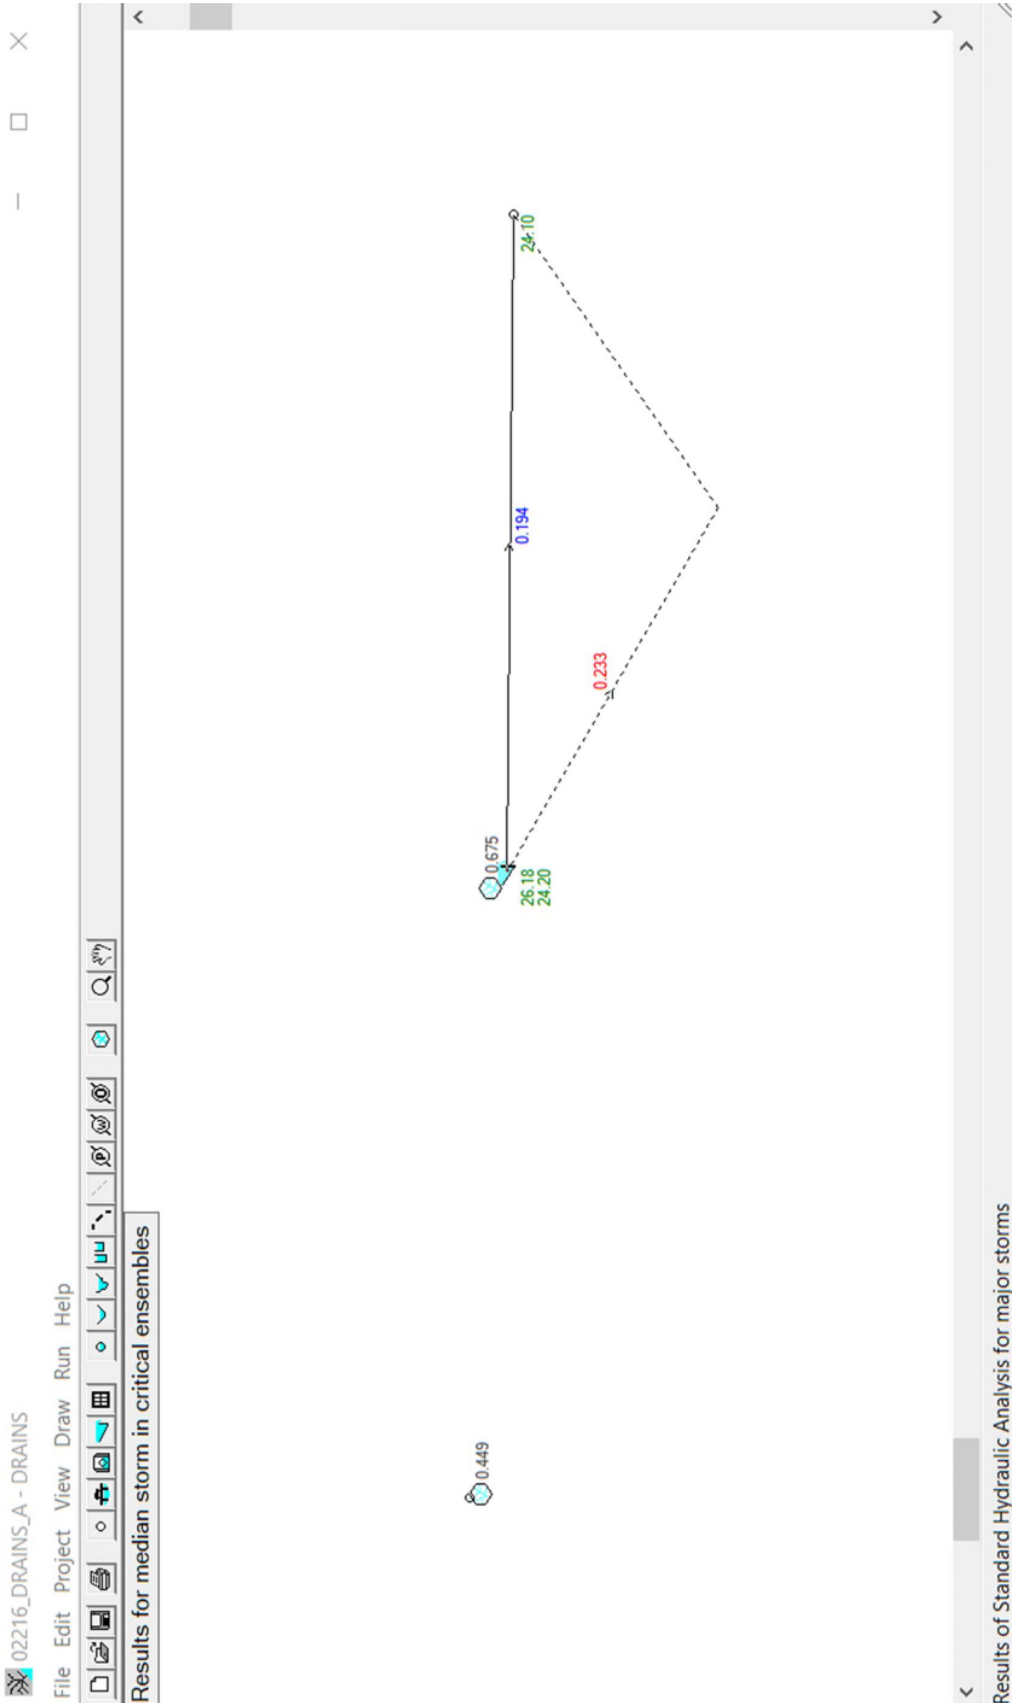 02216_DRAINS_A - DRAINS
File Edit Project View Draw Run Help
Results for median storm in critical ensembles
0.449
0.675
26.18
24.20
0.233
0.194
24.10
Results of Standard Hydraulic Analysis for major storms